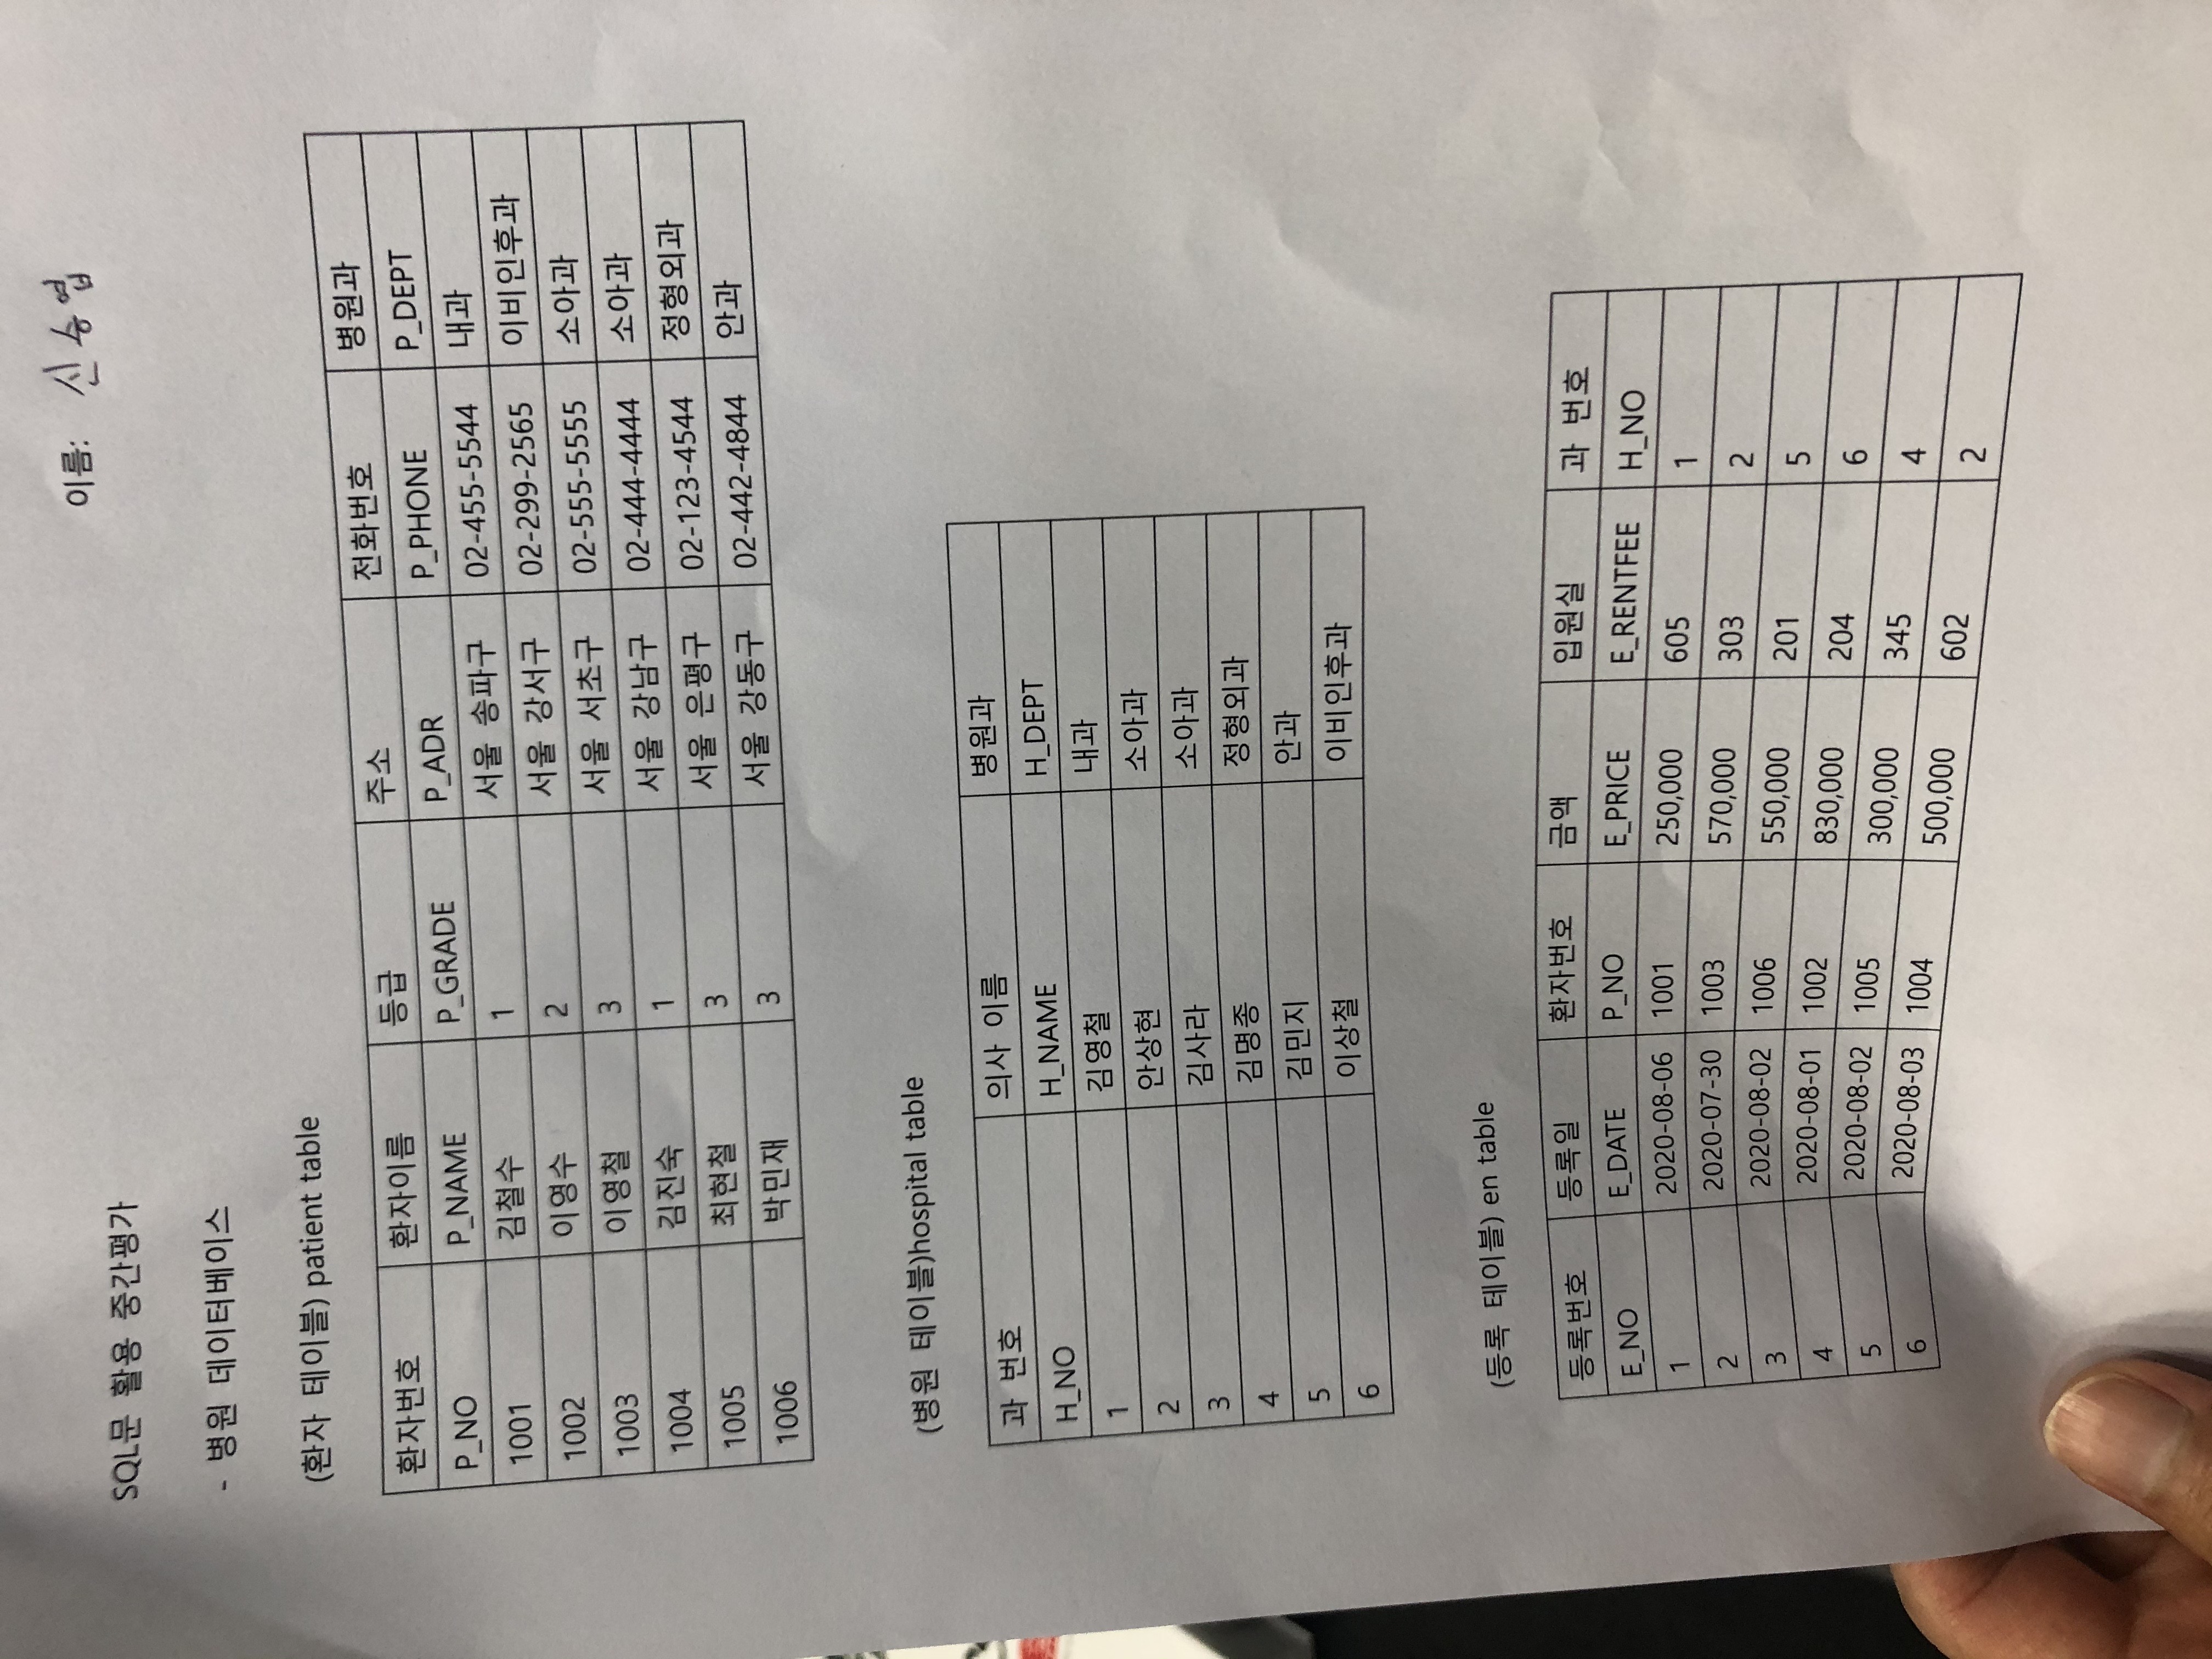 이름: 신승엽
SQL문 활용 중간평가
- 병원 데이터베이스
(환자 테이블) patient table
환자번호 환자이름 등급 주소 전화번호 병원과
P_NO P_NAME P_GRADE P_ADR P_PHONE P_DEPT
1001 김철수 1 서울 송파구 02-455-5544 내과
1002 이영수 2 서울 강서구 02-299-2565 이비인후과
1003 이영철 3 서울 서초구 02-555-5555 소아과
1004 김진숙 1 서울 강남구 02-444-4444 소아과
1005 최현철 3 서울 은평구 02-123-4544 정형외과
1006 박민재 3 서울 강동구 02-442-4844 안과
(병원 테이블)hospital table
과 번호 의사 이름 병원과
H_NO H_NAME H_DEPT
1 김영철 내과
2 안상현 소아과
3 김사라 소아과
4 김명종 정형외과
5 김민지 안과
6 이상철 이비인후과
(등록 테이블) en table
등록번호 등록일 환자번호 금액 입원실 과 번호
E_NO E_DATE P_NO E_PRICE E_RENTFEE H_NO
1 2020-08-06 1001 250,000 605 1
2 2020-07-30 1003 570,000 303 2
3 2020-08-02 1006 550,000 201 5
4 2020-08-01 1002 830,000 204 6
5 2020-08-02 1005 300,000 345 4
6 2020-08-03 1004 500,000 602 2